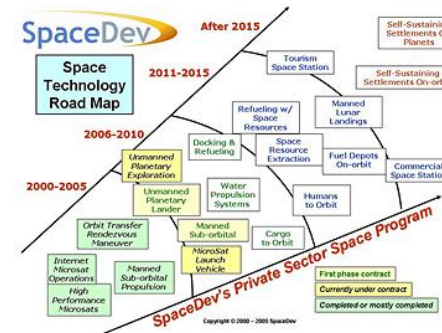 SpaceDev
Space
Technology
Road Map
After 2015
2011-2015
2006-2010
2000-2005
Self-Sustaining
Settlements O
Planets
Self-Sustaining
Settlements On-orb
Tourism
Space Station
Manned
Lunar
Landings
Refueling w/
Space
Resources
Docking &
Refueling
Space
Resource
Extraction
Fuel Depots
On-orbit
Commercial
Space Station
Unmanned
Planetary
Exploration
Unmanned
Planetary
Lander
Water
Propulsion
Systems
Humans
to Orbit
Orbit Transfer
Rendezvous
Maneuver
Manned
Sub-orbital
Cargo
to Orbit
Internet
Microsat
Operations
Manned
Sub-orbital
Propulsion
MicroSat
Launch
Vehicle
High
Performance
Microsats
SpaceDev's Private Sector Space Program
First phase contract
Currently under contract
Completed or mostly completed
Copyright © 2000 - 2005 SpaceDev